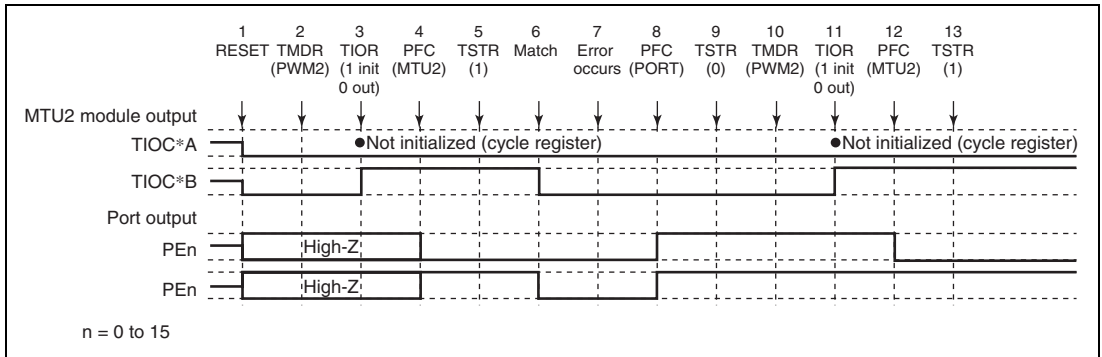 1 2 3 4 5 6 7 8 9 10 11 12 13
RESET TMDR TIOR PFC TSTR Match Error PFC TSTR TMDR TIOR PFC TSTR
(PWM2) (1 init (MTU2) (1) occurs (PORT) (0) (PWM2) (1 init (MTU2) (1)
0 out) 0 out)
MTU2 module output
TIOC*A ●Not initialized (cycle register) ●Not initialized (cycle register)
TIOC*B
Port output
PEn High-Z
PEn High-Z
n = 0 to 15